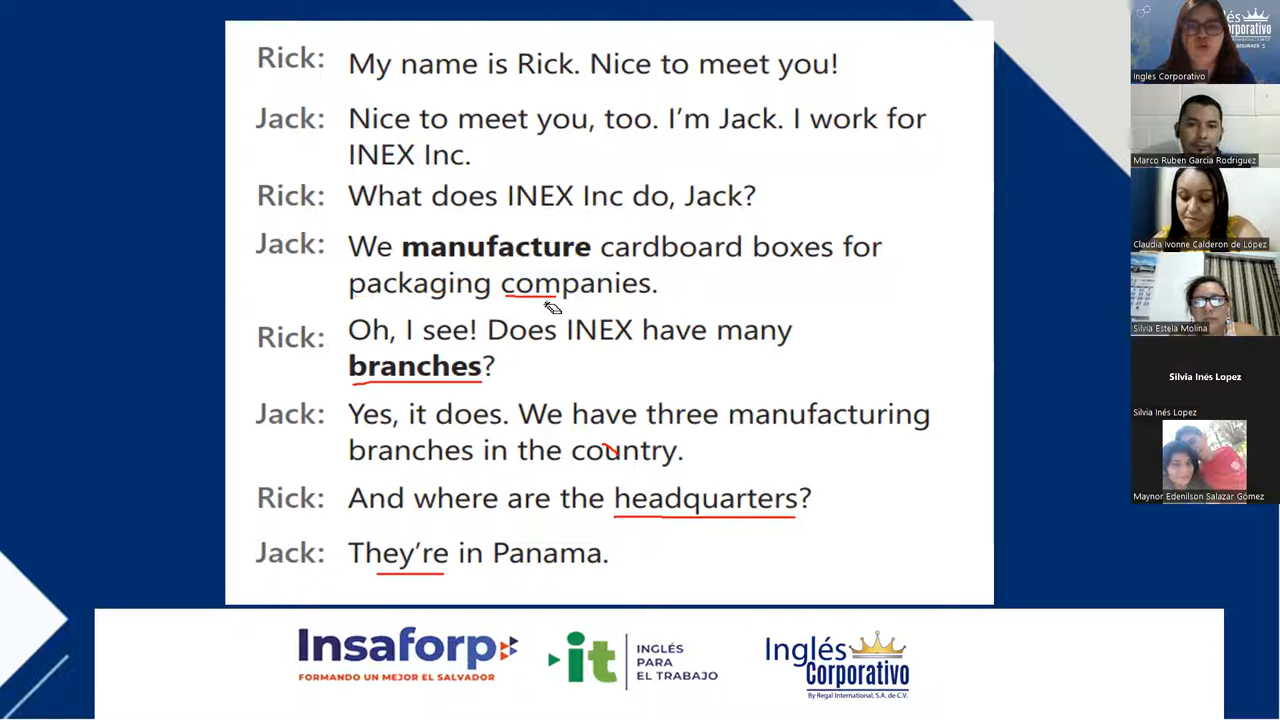 Rick: My name is Rick. Nice to meet you!
Jack: Nice to meet you, too. I'm Jack. I work for
INEX Inc.
Rick: What does INEX Inc do, Jack?
Jack: We manufacture cardboard boxes for
packaging companies.
Rick: Oh, I see! Does INEX have many
branches?
Jack: Yes, it does. We have three manufacturing
branches in the country.
Rick: And where are the headquarters?
Jack: They're in Panama.
Insaforp
FORMANDO UN MEJOR EL SALVADOR
it
INGLÉS
PARA
EL TRABAJO
Inglés
Corporativo
By Regal International, S.A. de C.V.
Ingles Corporativo
Marco Ruben Garcia Rodriguez
Claudia Ivonne Calderon de López
Silvia Estela Molina
Silvia Inés Lopez
Silvia Inés Lopez
Maynor Edenilson Salazar Gómez